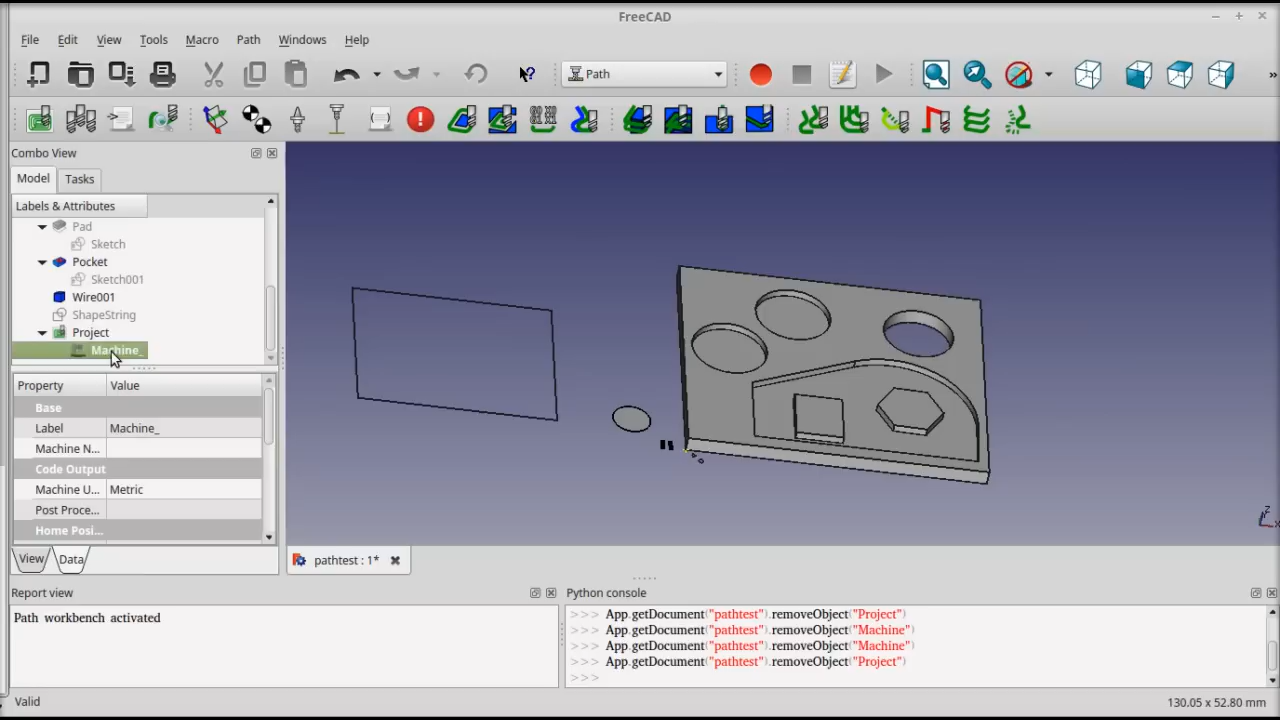 FreeCAD
File Edit View Tools Macro Path Windows Help
Path
»
Combo View
Model Tasks
Labels & Attributes
Pad
Sketch
Pocket
Sketch001
Wire001
ShapeString
Project
Machine_
Property Value
Base
Label Machine_
Machine N...
Code Output
Machine U... Metric
Post Proce...
Home Posi...
View Data
pathtest : 1*
Report view
Path workbench activated
Python console
>>> App.getDocument("pathtest").removeObject("Project")
>>> App.getDocument("pathtest").removeObject("Machine")
>>> App.getDocument("pathtest").removeObject("Machine")
>>> App.getDocument("pathtest").removeObject("Project")
>>>
Valid
130.05 x 52.80 mm